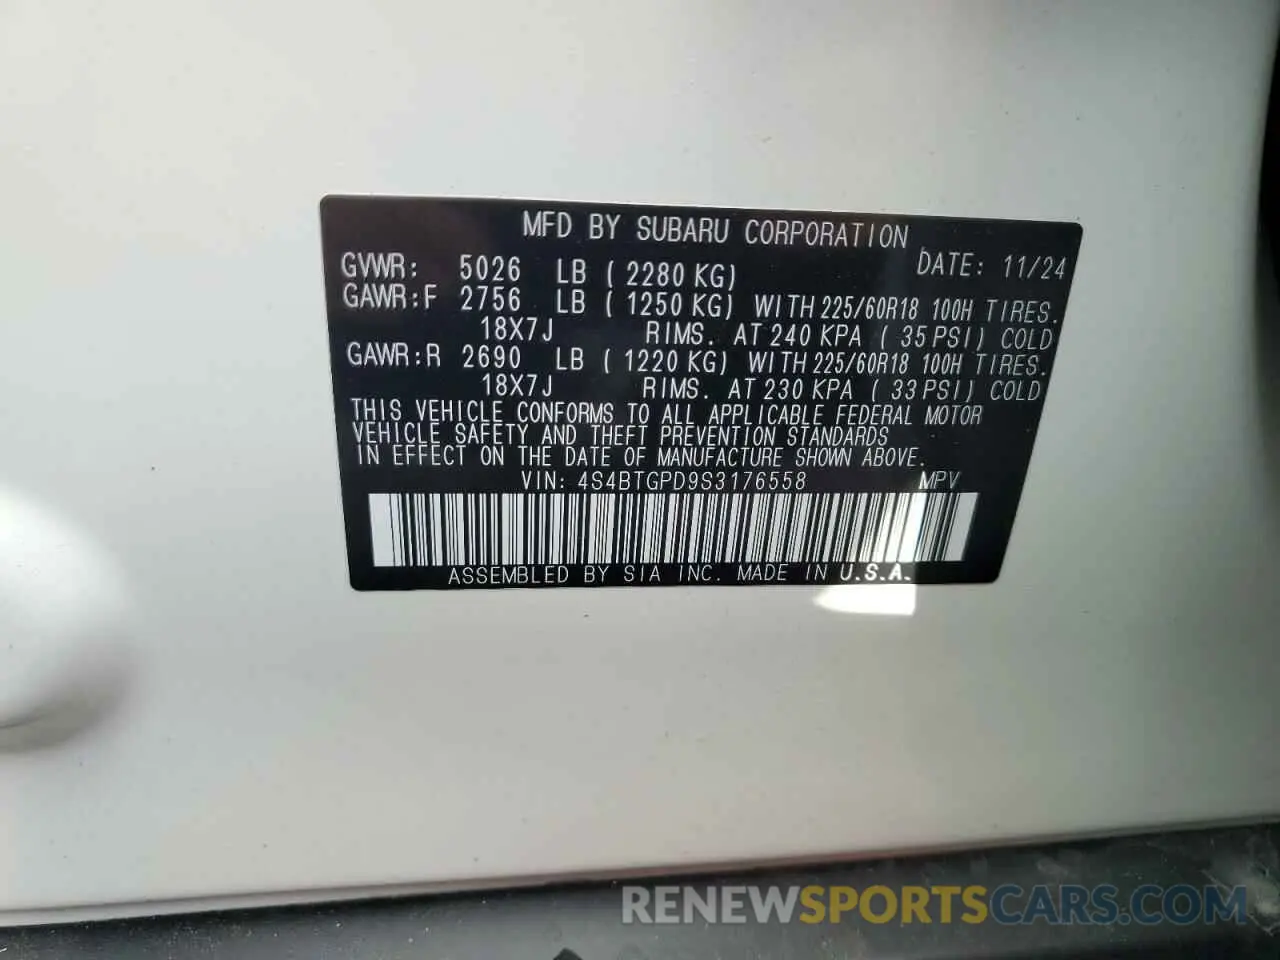 MFD BY SUBARU CORPORATION
DATE: 11/24
GVWR: 5026 LB ( 2280 KG)
GAWR:F 2756 LB ( 1250 KG) WITH 225/60R18 100H TIRES.
18X7J RIMS. AT 240 KPA ( 35 PSI) COLD
GAWR:R 2690 LB ( 1220 KG) WITH 225/60R18 100H TIRES.
18X7J RIMS. AT 230 KPA ( 33 PSI) COLD
THIS VEHICLE CONFORMS TO ALL APPLICABLE FEDERAL MOTOR
VEHICLE SAFETY AND THEFT PREVENTION STANDARDS
IN EFFECT ON THE DATE OF MANUFACTURE SHOWN ABOVE.
VIN: 4S4BTGPD9S3176558 MPV
ASSEMBLED BY SIA INC. MADE IN U.S.A.
RENEWSPORTSCARS.COM